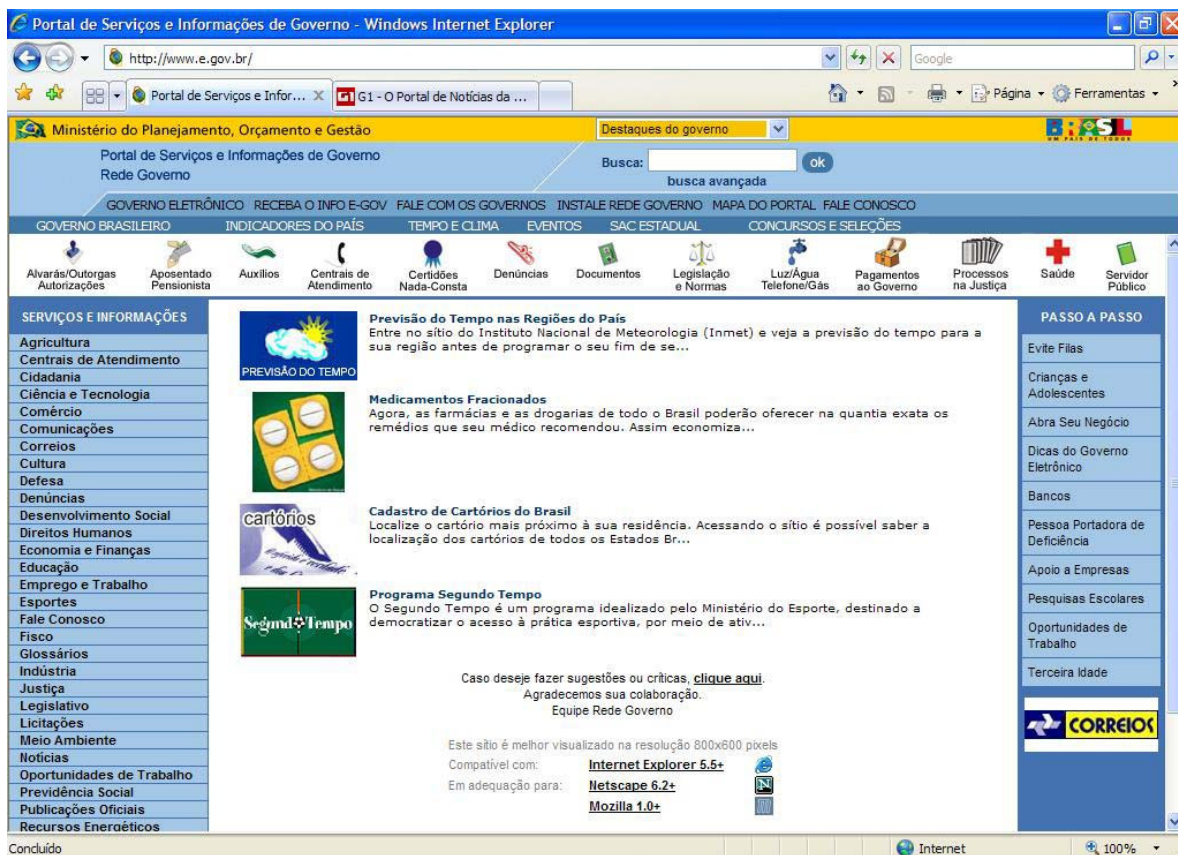 Portal de Serviços e Informações de Governo - Windows Internet Explorer
http://www.e.gov.br/
Google
Portal de Serviços e Infor...
G1 - O Portal de Notícias da ...
Página
Ferramentas
Ministério do Planejamento, Orçamento e Gestão
Destaques do governo
BRASIL
UM PAÍS DE TODOS
Portal de Serviços e Informações de Governo
Rede Governo
Busca:
ok
busca avançada
GOVERNO ELETRÔNICO RECEBA O INFO E-GOV FALE COM OS GOVERNOS INSTALE REDE GOVERNO MAPA DO PORTAL FALE CONOSCO
GOVERNO BRASILEIRO INDICADORES DO PAÍS TEMPO E CLIMA EVENTOS SAC ESTADUAL CONCURSOS E SELEÇÕES
Alvarás/Outorgas
Autorizações
Aposentado
Pensionista
Auxílios
Centrais de
Atendimento
Certidões
Nada-Consta
Denúncias
Documentos
Legislação
e Normas
Luz/Água
Telefone/Gás
Pagamentos
ao Governo
Processos
na Justiça
Saúde
Servidor
Público
SERVIÇOS E INFORMAÇÕES
Agricultura
Centrais de Atendimento
Cidadania
Ciência e Tecnologia
Comércio
Comunicações
Correios
Cultura
Defesa
Denúncias
Desenvolvimento Social
Direitos Humanos
Economia e Finanças
Educação
Emprego e Trabalho
Esportes
Fale Conosco
Fisco
Glossários
Indústria
Justiça
Legislativo
Licitações
Meio Ambiente
Notícias
Oportunidades de Trabalho
Previdência Social
Publicações Oficiais
Recursos Energéticos
PREVISÃO DO TEMPO
Previsão do Tempo nas Regiões do País
Entre no sítio do Instituto Nacional de Meteorologia (Inmet) e veja a previsão do tempo para a
sua região antes de programar o seu fim de se...
Medicamentos Fracionados
Agora, as farmácias e as drogarias de todo o Brasil poderão oferecer na quantia exata os
remédios que seu médico recomendou. Assim economiza...
cartórios
Cadastro de Cartórios do Brasil
Localize o cartório mais próximo à sua residência. Acessando o sítio é possível saber a
localização dos cartórios de todos os Estados Br...
Segundo Tempo
Programa Segundo Tempo
O Segundo Tempo é um programa idealizado pelo Ministério do Esporte, destinado a
democratizar o acesso à prática esportiva, por meio de ativ...
Caso deseje fazer sugestões ou críticas, clique aqui.
Agradecemos sua colaboração.
Equipe Rede Governo
Este sítio é melhor visualizado na resolução 800x600 pixels
Compatível com: Internet Explorer 5.5+
Em adequação para: Netscape 6.2+
Mozilla 1.0+
PASSO A PASSO
Evite Filas
Crianças e
Adolescentes
Abra Seu Negócio
Dicas do Governo
Eletrônico
Bancos
Pessoa Portadora de
Deficiência
Apoio a Empresas
Pesquisas Escolares
Oportunidades de
Trabalho
Terceira Idade
CORREIOS
Concluído
Internet
100%